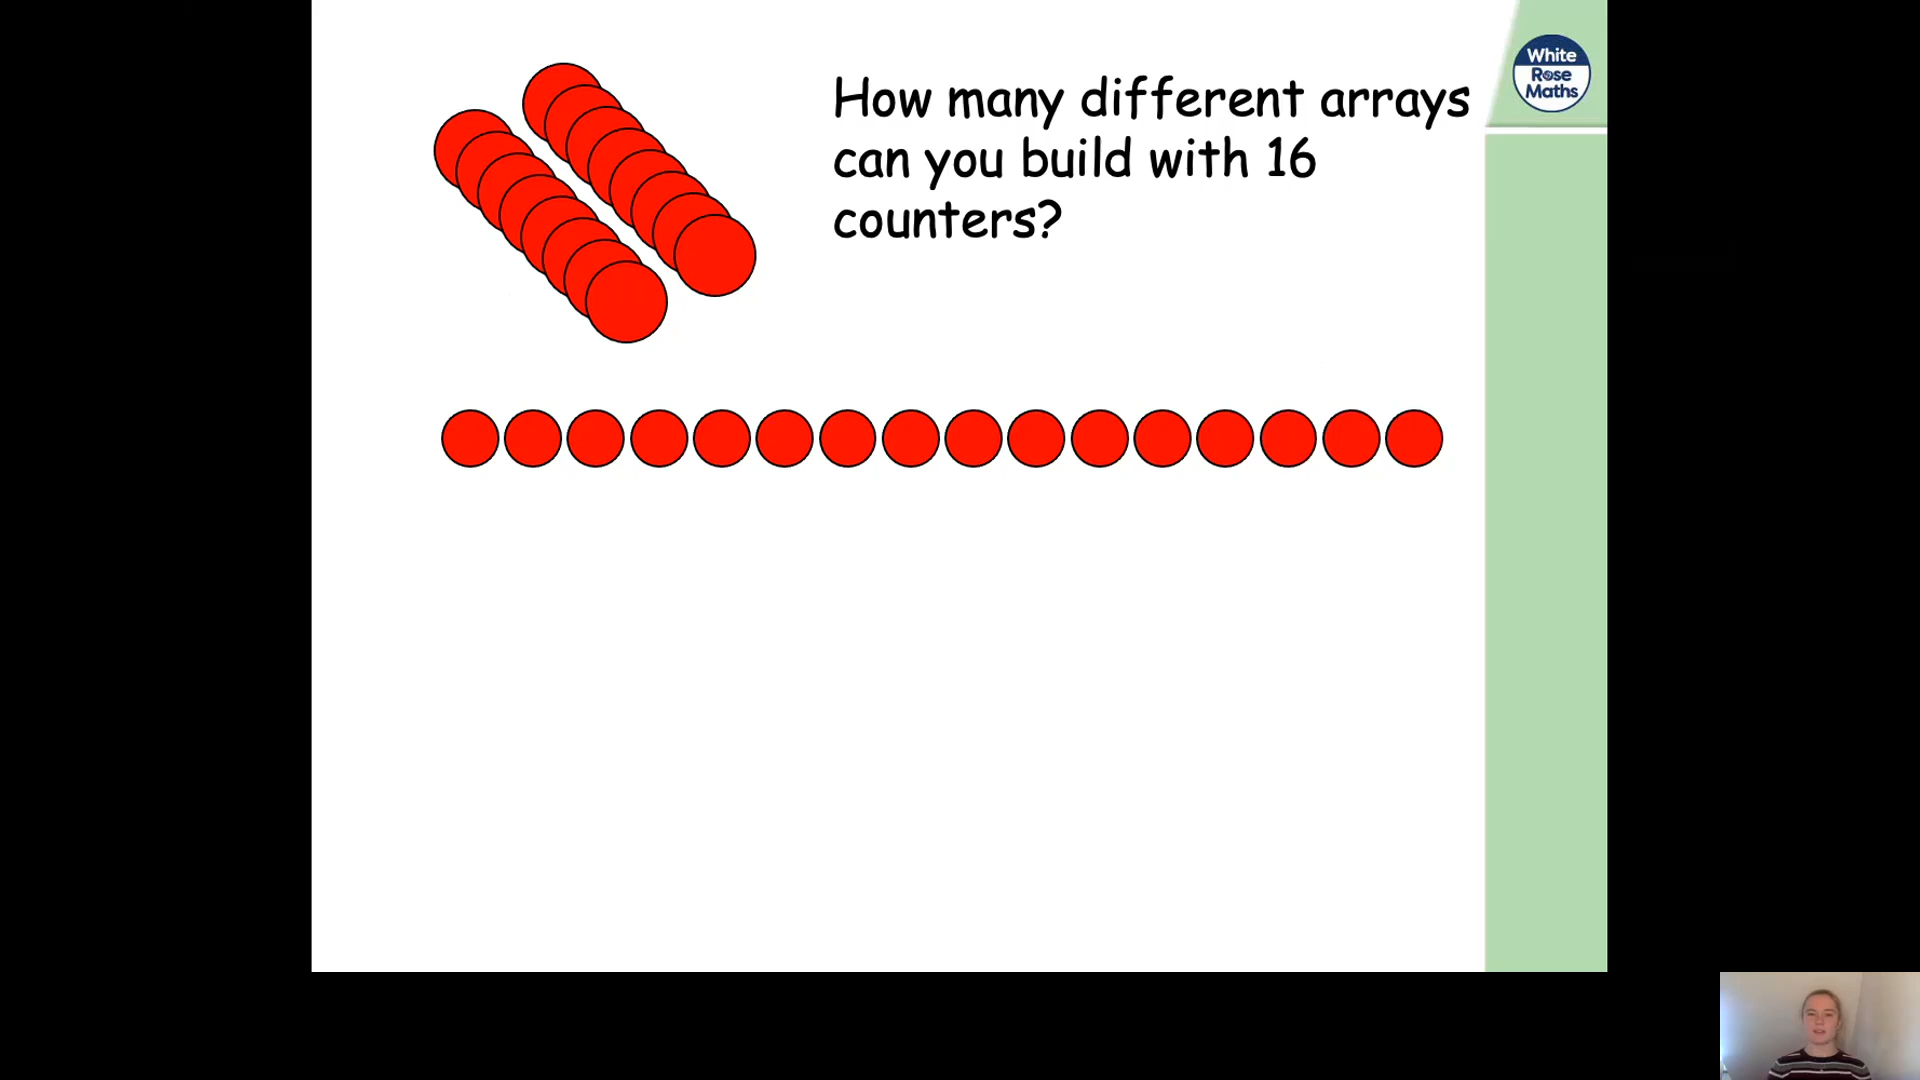 How many different arrays
can you build with 16
counters?
White
Rose
Maths